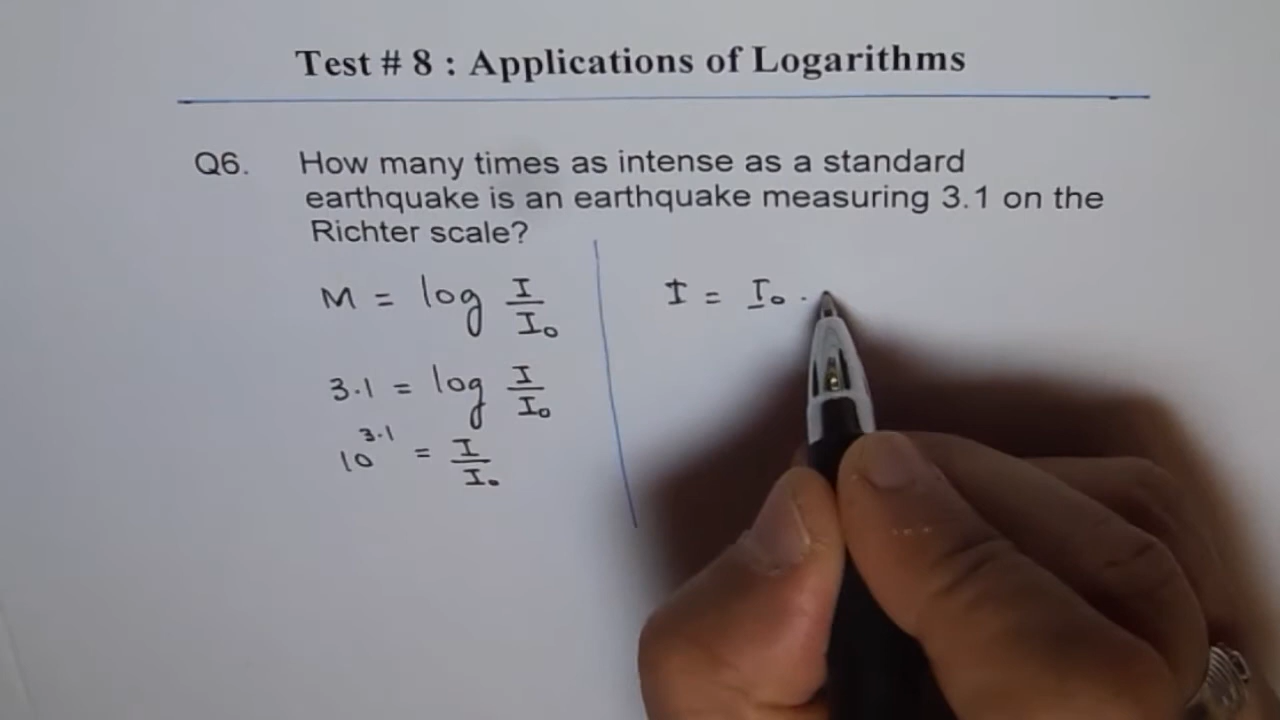 Test # 8 : Applications of Logarithms
Q6. How many times as intense as a standard
earthquake is an earthquake measuring 3.1 on the
Richter scale?
M = log I/I₀
3.1 = log I/I₀
10^3.1 = I/I₀
I = I₀ ·